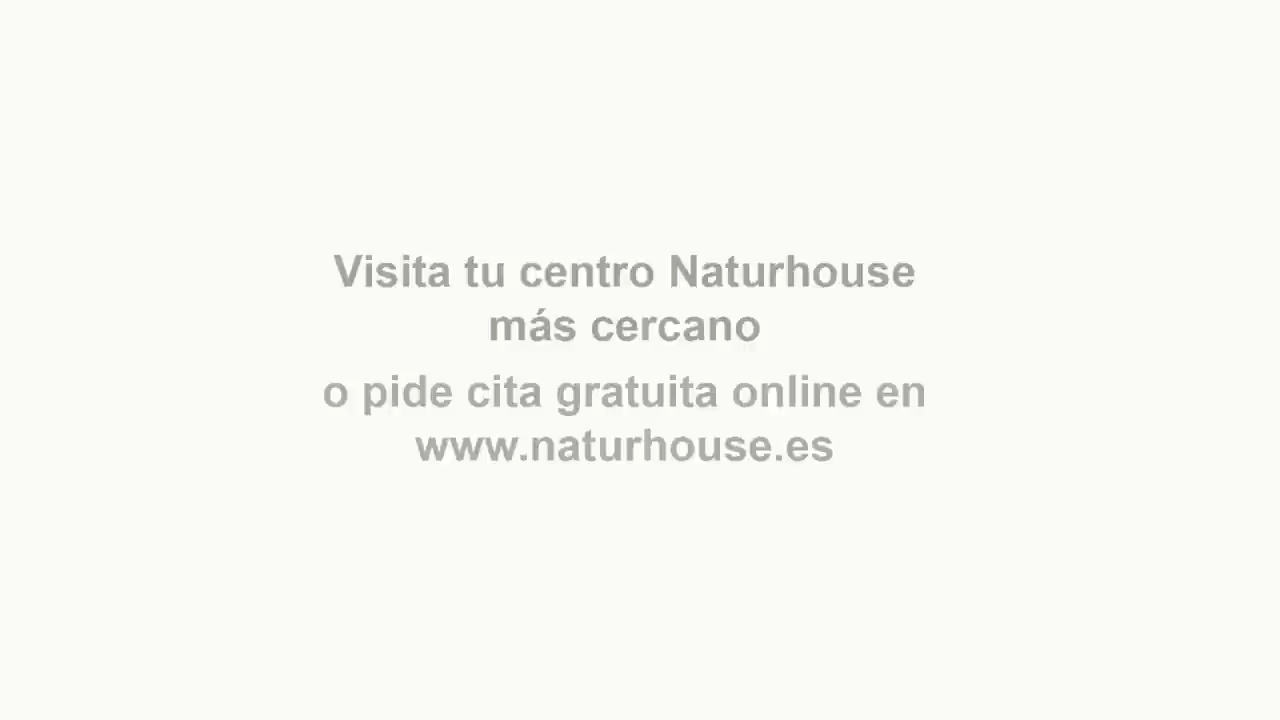 Visita tu centro Naturhouse
más cercano
o pide cita gratuita online en
www.naturhouse.es